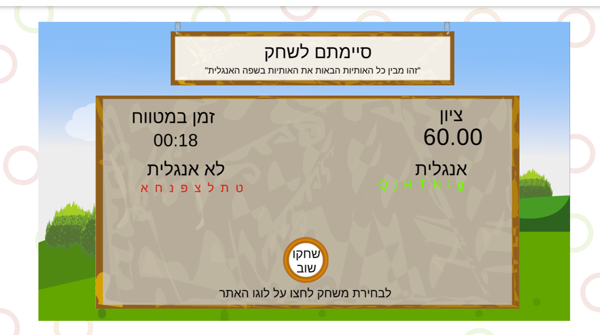 סיימתם לשחק
"זהו מבין כל האותיות הבאות את האותיות בשפה האנגלית"
ציון
60.00
זמן במטווח
00:18
אנגלית
לא אנגלית
ט ת ל צ פ נ ח א
שחקו
שוב
לבחירת משחק לחצו על לוגו האתר